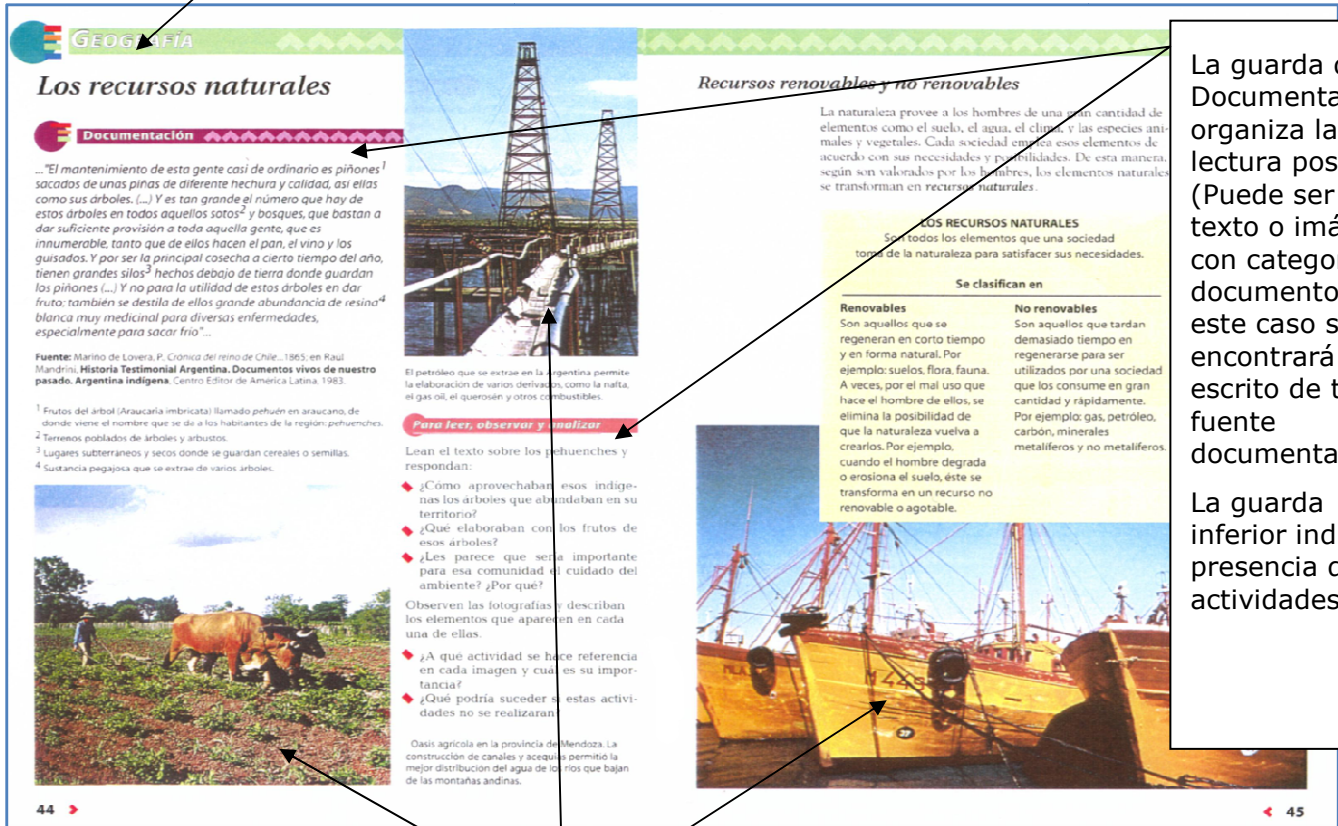 GEOGRAFÍA
Los recursos naturales
Documentación
..."El mantenimiento de esta gente casi de ordinario es piñones1
sacados de unas piñas de diferente hechura y calidad, así ellas
como sus árboles. (...) Y es tan grande el número que hay de
estos árboles en todos aquellos sotos2 y bosques, que bastan a
dar suficiente provisión a toda aquella gente, que es
innumerable, tanto que de ellos hacen el pan, el vino y los
guisados. Y por ser la principal cosecha a cierto tiempo del año,
tienen grandes silos3 hechos debajo de tierra donde guardan
los piñones (...) Y no para la utilidad de estos árboles en dar
fruto; también se destila de ellos grande abundancia de resina4
blanca muy medicinal para diversas enfermedades,
especialmente para sacar frío"...
Fuente: Marino de Lovera, P. Crónica del reino de Chile...1865; en Raúl
Mandrini, Historia Testimonial Argentina. Documentos vivos de nuestro
pasado. Argentina indígena, Centro Editor de América Latina, 1983.
1 Frutos del árbol (Araucaria imbricata) llamado pehuén en araucano, de
donde viene el nombre que se da a los habitantes de la región: pehuenches.
2 Terrenos poblados de árboles y arbustos.
3 Lugares subterráneos y secos donde se guardan cereales o semillas.
4 Sustancia pegajosa que se extrae de varios árboles.
44
El petróleo que se extrae en la Argentina permite
la elaboración de varios derivados, como la nafta,
el gas oil, el querosén y otros combustibles.
Para leer, observar y analizar
Lean el texto sobre los pehuenches y
respondan:
¿Cómo aprovechaban esos indíge-
nas los árboles que abundaban en su
territorio?
¿Qué elaboraban con los frutos de
esos árboles?
¿Les parece que sería importante
para esa comunidad el cuidado del
ambiente? ¿Por qué?
Observen las fotografías y describan
los elementos que aparecen en cada
una de ellas.
¿A qué actividad se hace referencia
en cada imagen y cuál es su impor-
tancia?
¿Qué podría suceder si estas activi-
dades no se realizaran?
Oasis agrícola en la provincia de Mendoza. La
construcción de canales y acequias permitió la
mejor distribución del agua de los ríos que bajan
de las montañas andinas.
Recursos renovables y no renovables
La naturaleza provee a los hombres de una gran cantidad de
elementos como el suelo, el agua, el clima, y las especies ani-
males y vegetales. Cada sociedad emplea esos elementos de
acuerdo con sus necesidades y posibilidades. De esta manera,
según son valorados por los hombres, los elementos naturales
se transforman en recursos naturales.
LOS RECURSOS NATURALES
Son todos los elementos que una sociedad
toma de la naturaleza para satisfacer sus necesidades.
Se clasifican en
Renovables
Son aquellos que se
regeneran en corto tiempo
y en forma natural. Por
ejemplo: suelos, flora, fauna.
A veces, por el mal uso que
hace el hombre de ellos, se
elimina la posibilidad de
que la naturaleza vuelva a
crearlos. Por ejemplo,
cuando el hombre degrada
o erosiona el suelo, éste se
transforma en un recurso no
renovable o agotable.
No renovables
Son aquellos que tardan
demasiado tiempo en
regenerarse para ser
utilizados por una sociedad
que los consume en gran
cantidad y rápidamente.
Por ejemplo: gas, petróleo,
carbón, minerales
metalíferos y no metalíferos.
27
45
La guarda
Documenta
organiza la
lectura pos
(Puede ser
texto o imá
con categor
documento
este caso s
encontrará
escrito de t
fuente
documenta
La guarda
inferior ind
presencia
actividades